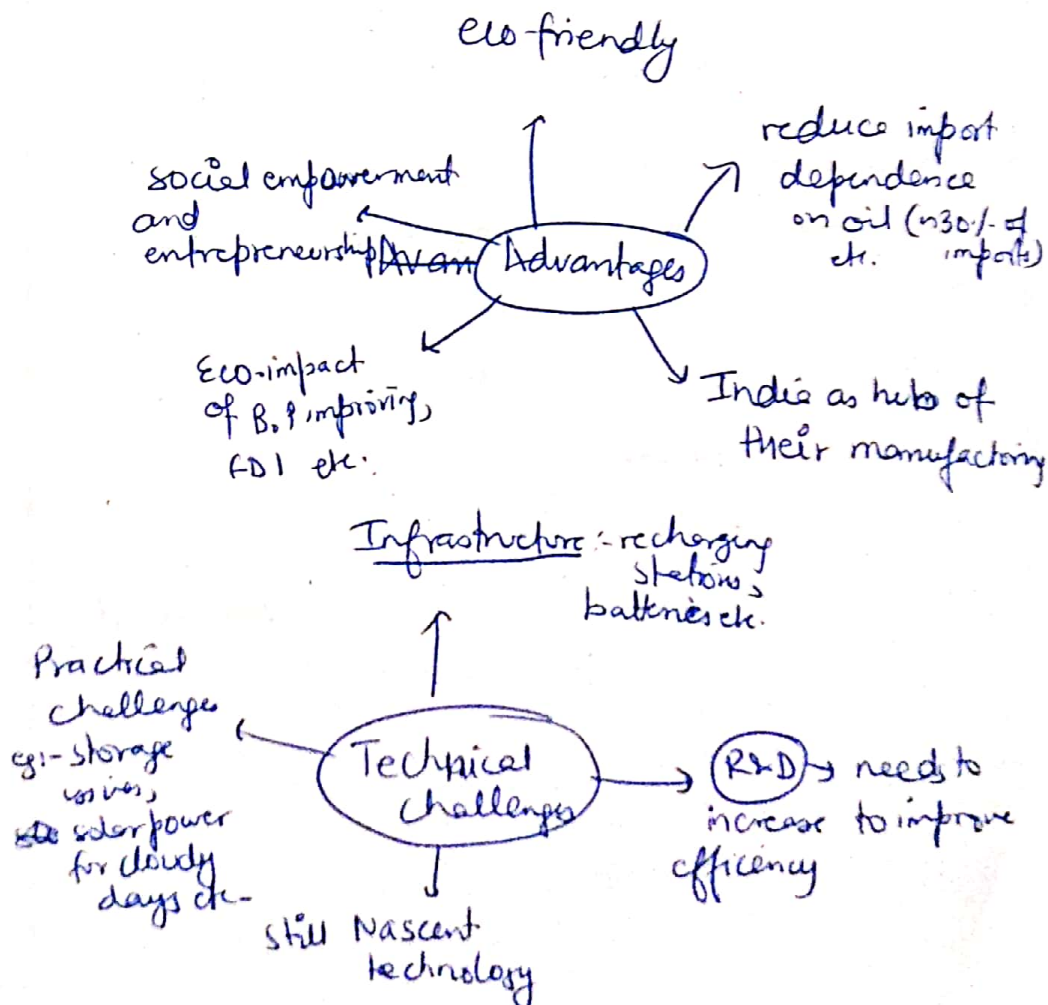 eco-friendly
social empowerment
and
entrepreneurship
Advantages
reduce import
dependence
on oil (~30% of
etc. imports)
Eco-impact
of B.P improving,
FDI etc.
India as hub of
their manufactoring
Infrastructure :- recharging
stations,
batteries etc.
Practical
challenges
eg:- storage
issues,
solar power
for cloudy
days etc-
Technical
challenges
R&D → needs to
increase to improve
efficency
still Nascent
technology